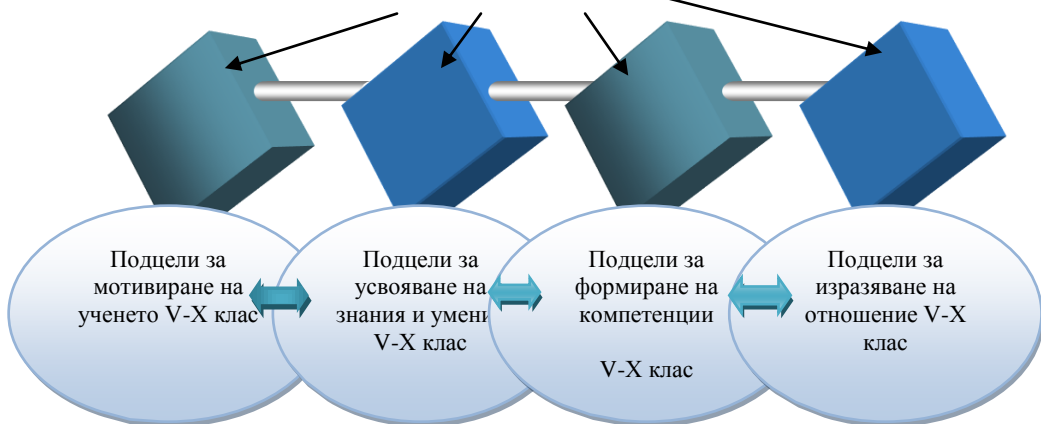 Подцели за
мотивиране на
ученето V-X клас
Подцели за
усвояване на
знания и умени
V-X клас
Подцели за
формиране на
компетенции
V-X клас
Подцели за
изразяване на
отношение V-X
клас